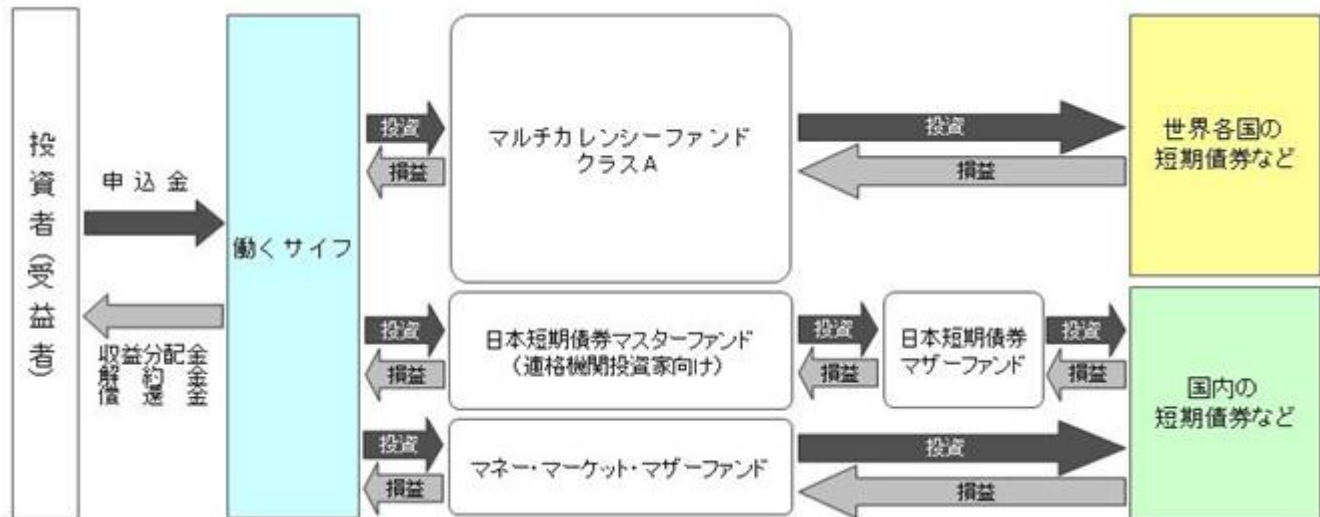 投資者(受益者)
申込金
収益分配金
解約金
償還金
働くサイフ
投資
損益
マルチカレンシーファンド
クラスA
投資
損益
世界各国の
短期債券など
投資
損益
日本短期債券マスターファンド
(適格機関投資家向け)
投資
損益
日本短期債券
マザーファンド
投資
損益
国内の
短期債券など
投資
損益
マネー・マーケット・マザーファンド
投資
損益